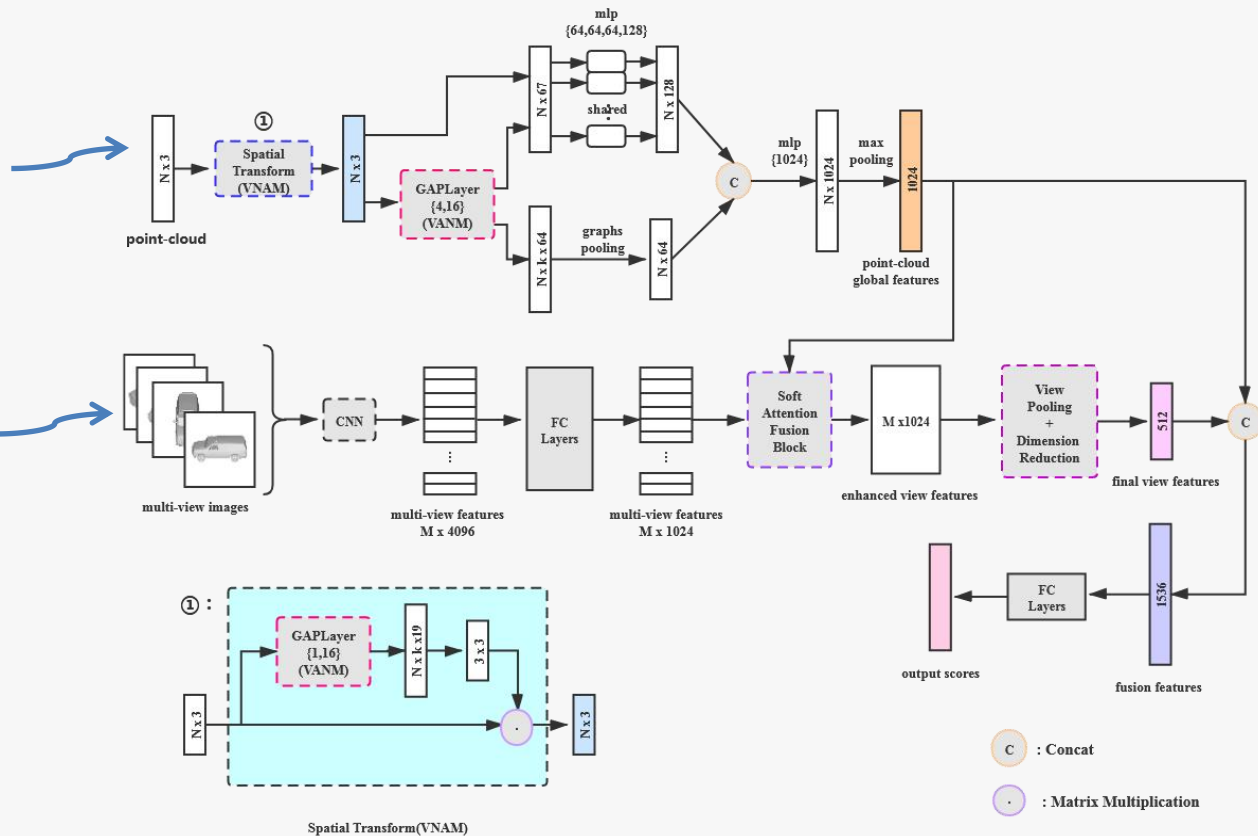 mlp
{64,64,64,128}
N x 67
shared
N x 128
①
N x 3
Spatial
Transform
(VNAM)
N x 3
point-cloud
GAPLayer
{4,16}
(VANM)
N x k x 64
graphs
pooling
N x 64
C
mlp
{1024}
N x 1024
max
pooling
1024
point-cloud
global features
multi-view images
CNN
multi-view features
M x 4096
FC
Layers
multi-view features
M x 1024
Soft
Attention
Fusion
Block
M x1024
enhanced view features
View
Pooling
+
Dimension
Reduction
512
final view features
C
1536
fusion features
FC
Layers
output scores
① :
GAPLayer
{1,16}
(VANM)
N x k x19
3 x 3
N x 3
.
N x 3
Spatial Transform(VNAM)
C : Concat
. : Matrix Multiplication